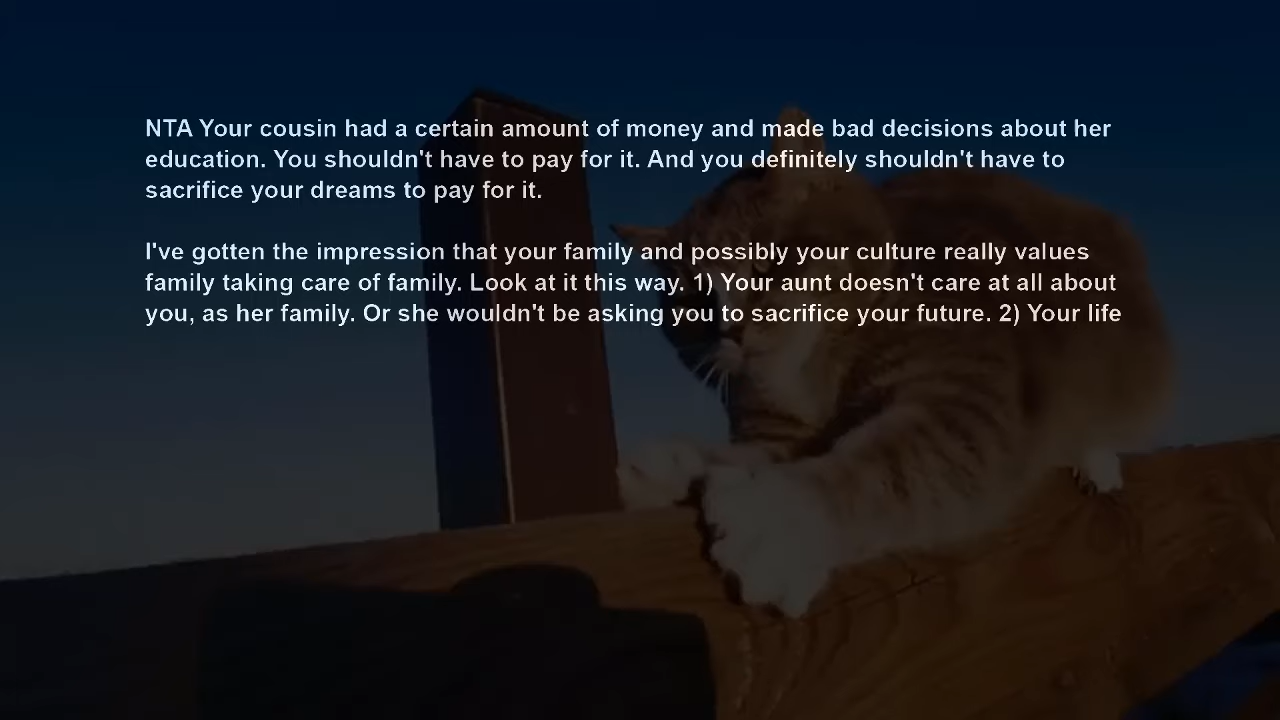 NTA Your cousin had a certain amount of money and made bad decisions about her
education. You shouldn't have to pay for it. And you definitely shouldn't have to
sacrifice your dreams to pay for it.
I've gotten the impression that your family and possibly your culture really values
family taking care of family. Look at it this way. 1) Your aunt doesn't care at all about
you, as her family. Or she wouldn't be asking you to sacrifice your future. 2) Your life